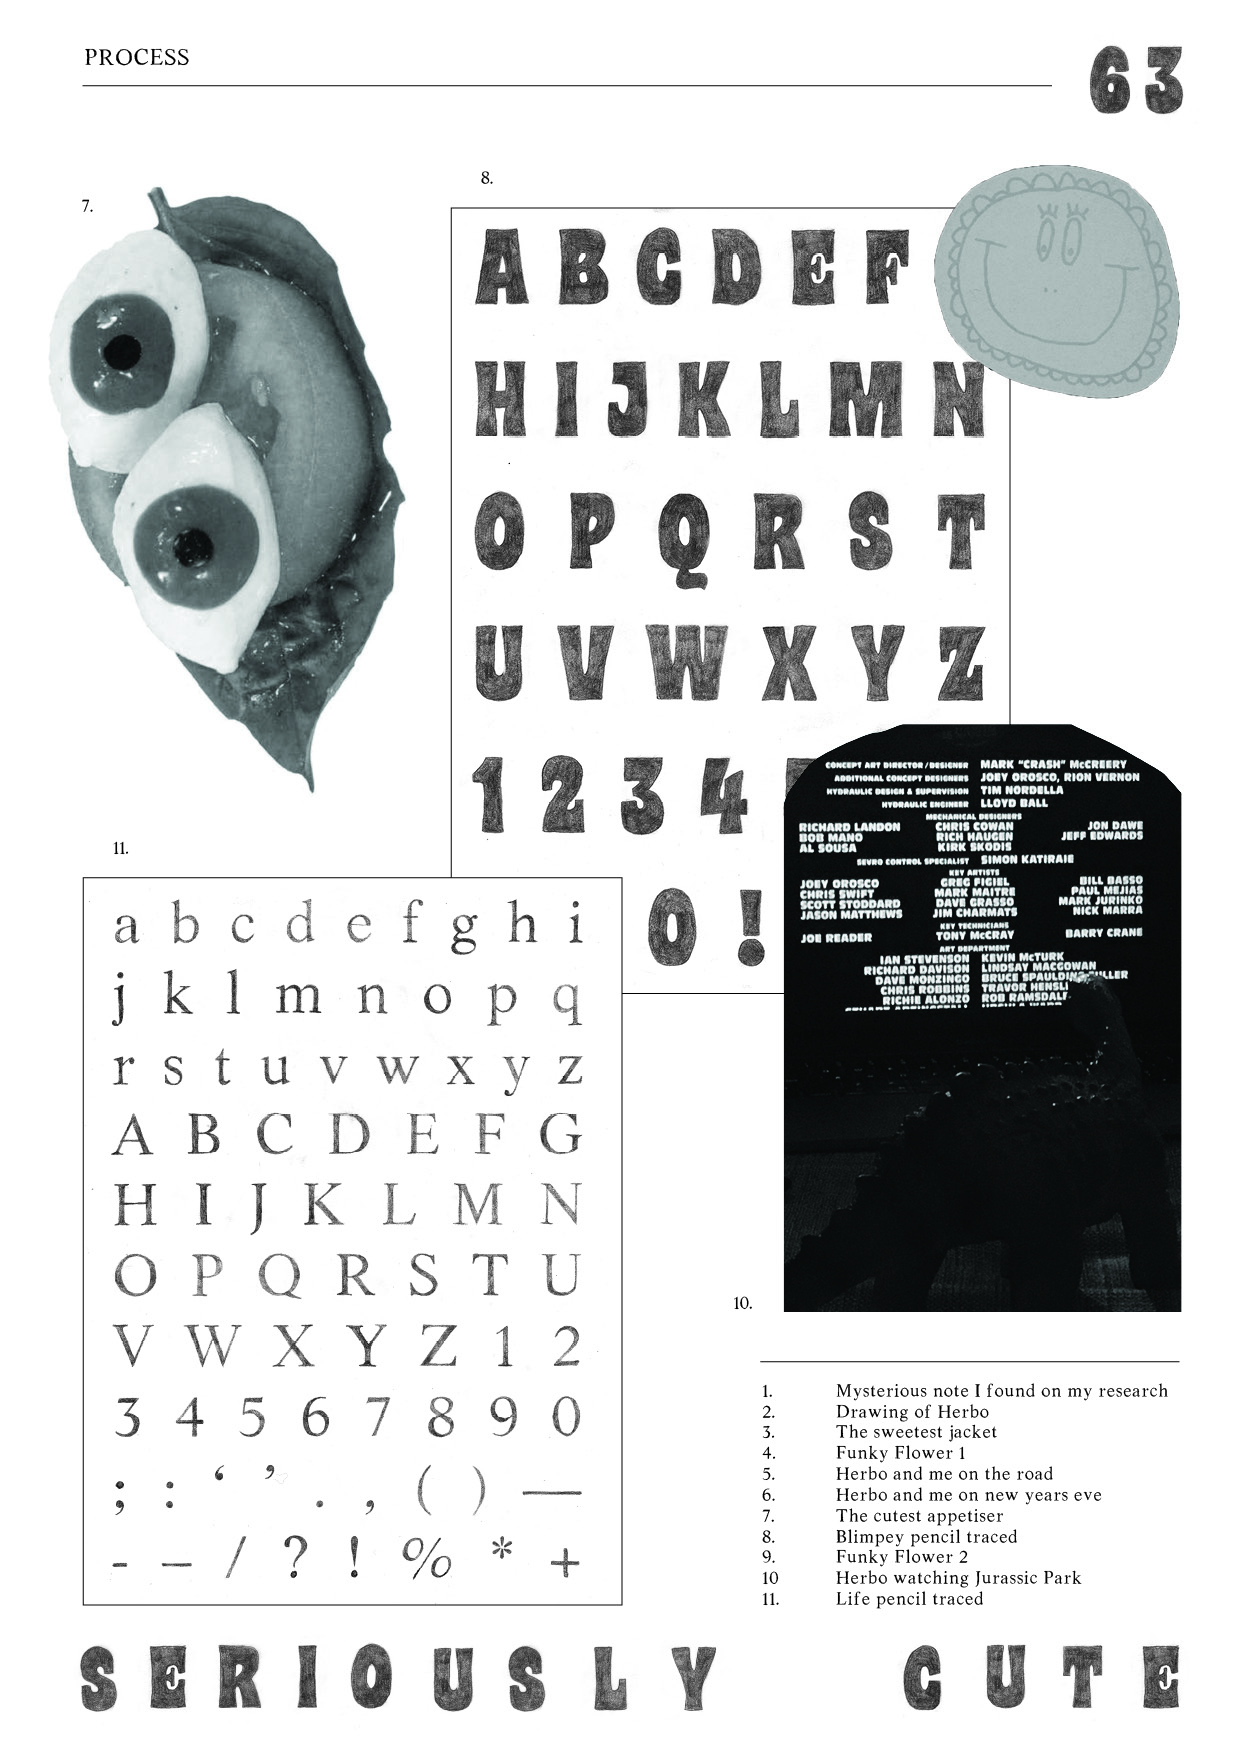 PROCESS
63
7.
8.
A B C D E F
H I J K L M N
O P Q R S T
U V W X Y Z
1 2 3 4
0 !
11.
a b c d e f g h i
j k l m n o p q
r s t u v w x y z
A B C D E F G
H I J K L M N
O P Q R S T U
V W X Y Z 1 2
3 4 5 6 7 8 9 0
; : ‘ ’ . , ( ) —
- – / ? ! % * +
CONCEPT ART DIRECTOR/DESIGNER MARK "CRASH" McCREERY
ADDITIONAL CONCEPT DESIGNERS JOEY OROSCO, RION VERNON
HYDRAULIC DESIGN & SUPERVISION TIM NORDELLA
HYDRAULIC ENGINEER LLOYD BALL
MECHANICAL DESIGNERS
RICHARD LANDON CHRIS COWAN JON DAWE
BOB MANO RICH HAUGEN JEFF EDWARDS
AL SOUSA KIRK SKODIS
SEVRO CONTROL SPECIALIST SIMON KATIRAIE
KEY ARTISTS
JOEY OROSCO GREG FIGIEL BILL BASSO
CHRIS SWIFT MARK MAITRE PAUL MEJIAS
SCOTT STODDARD DAVE GRASSO MARK JURINKO
JASON MATTHEWS JIM CHARMATS NICK MARRA
KEY TECHNICIANS
JOE READER TONY McCRAY BARRY CRANE
ART DEPARTMENT
IAN STEVENSON KEVIN McTURK
RICHARD DAVISON LINDSAY MACGOWAN
DAVE MONZINGO BRUCE SPAULDING
CHRIS ROBBINS TRAVOR
RICHIE ALONZO ROB
10.
1. Mysterious note I found on my research
2. Drawing of Herbo
3. The sweetest jacket
4. Funky Flower 1
5. Herbo and me on the road
6. Herbo and me on new years eve
7. The cutest appetiser
8. Blimpey pencil traced
9. Funky Flower 2
10 Herbo watching Jurassic Park
11. Life pencil traced
SERIOUSLY CUTE